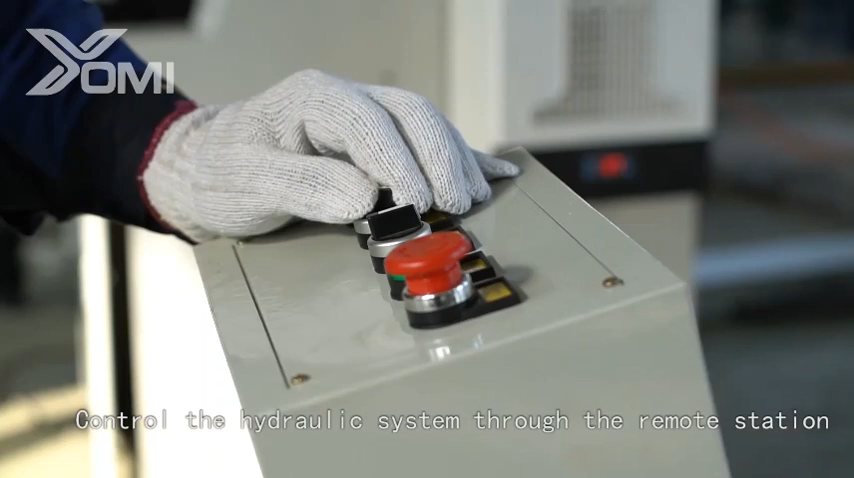 YOMI
Control the hydraulic system through the remote station